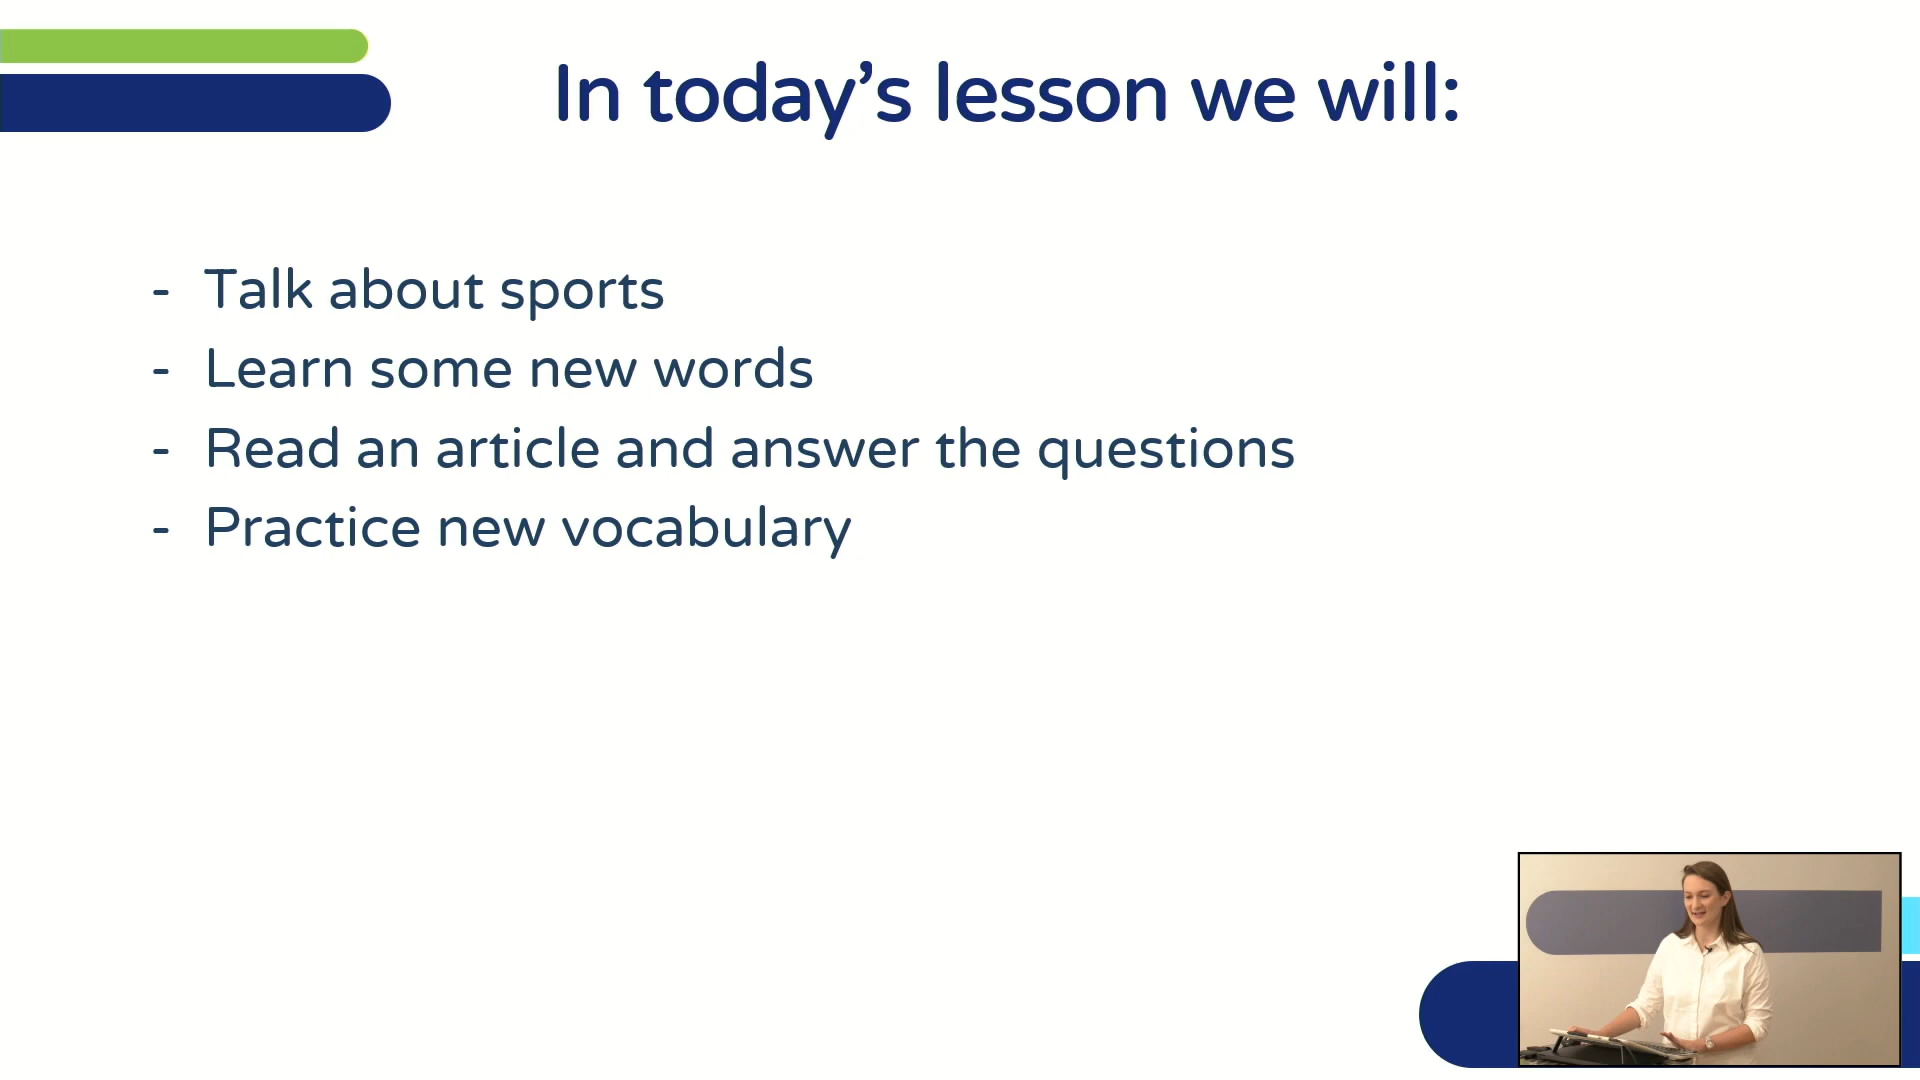 In today’s lesson we will:
- Talk about sports
- Learn some new words
- Read an article and answer the questions
- Practice new vocabulary